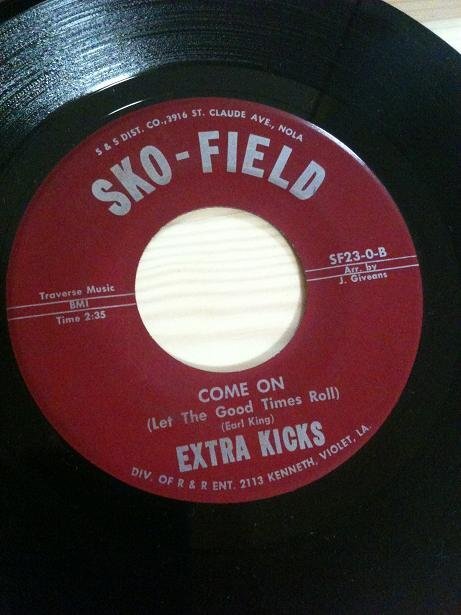 S & S DIST. CO., 3916 ST. CLAUDE AVE., NOLA
SKO-FIELD
SF23-0-B
Arr. by
J. Giveans
Traverse Music
BMI
Time 2:35
COME ON
(Let The Good Times Roll)
(Earl King)
EXTRA KICKS
DIV. OF R & R ENT. 2113 KENNETH, VIOLET, LA.